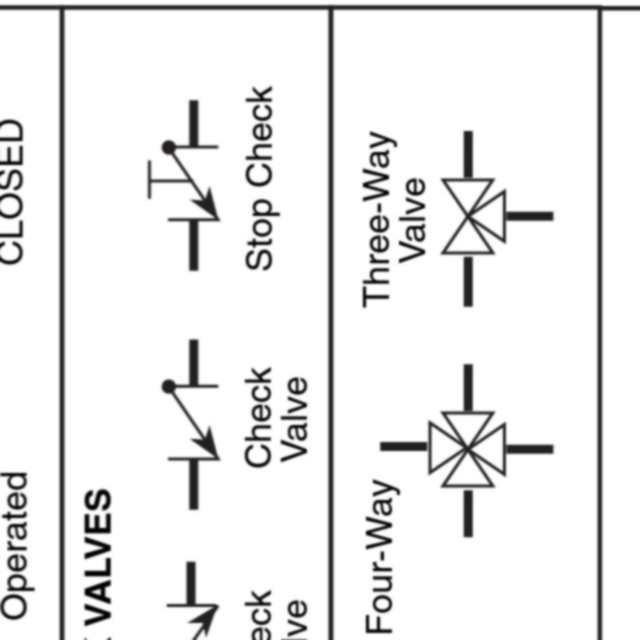 CLOSED
Operated
VALVES
Stop Check
Check
Valve
Three-Way
Valve
Four-Way